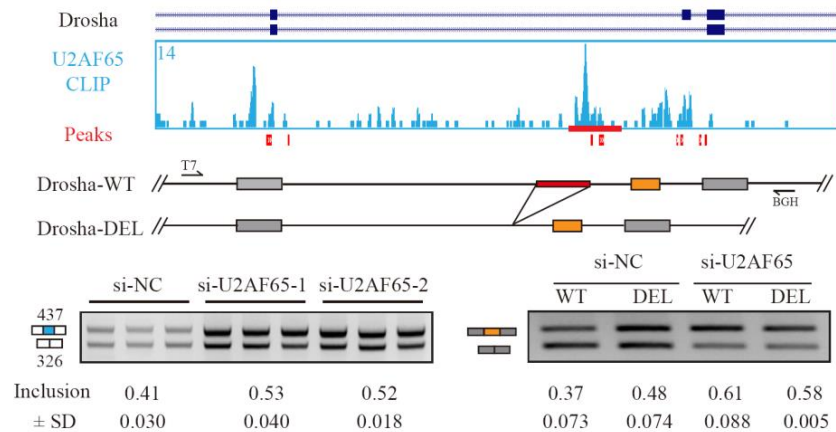 Drosha
14
U2AF65
CLIP
Peaks
T7
Drosha-WT
BGH
Drosha-DEL
si-NC si-U2AF65-1 si-U2AF65-2
437
326
si-NC si-U2AF65
WT DEL WT DEL
Inclusion 0.41 0.53 0.52 0.37 0.48 0.61 0.58
± SD 0.030 0.040 0.018 0.073 0.074 0.088 0.005